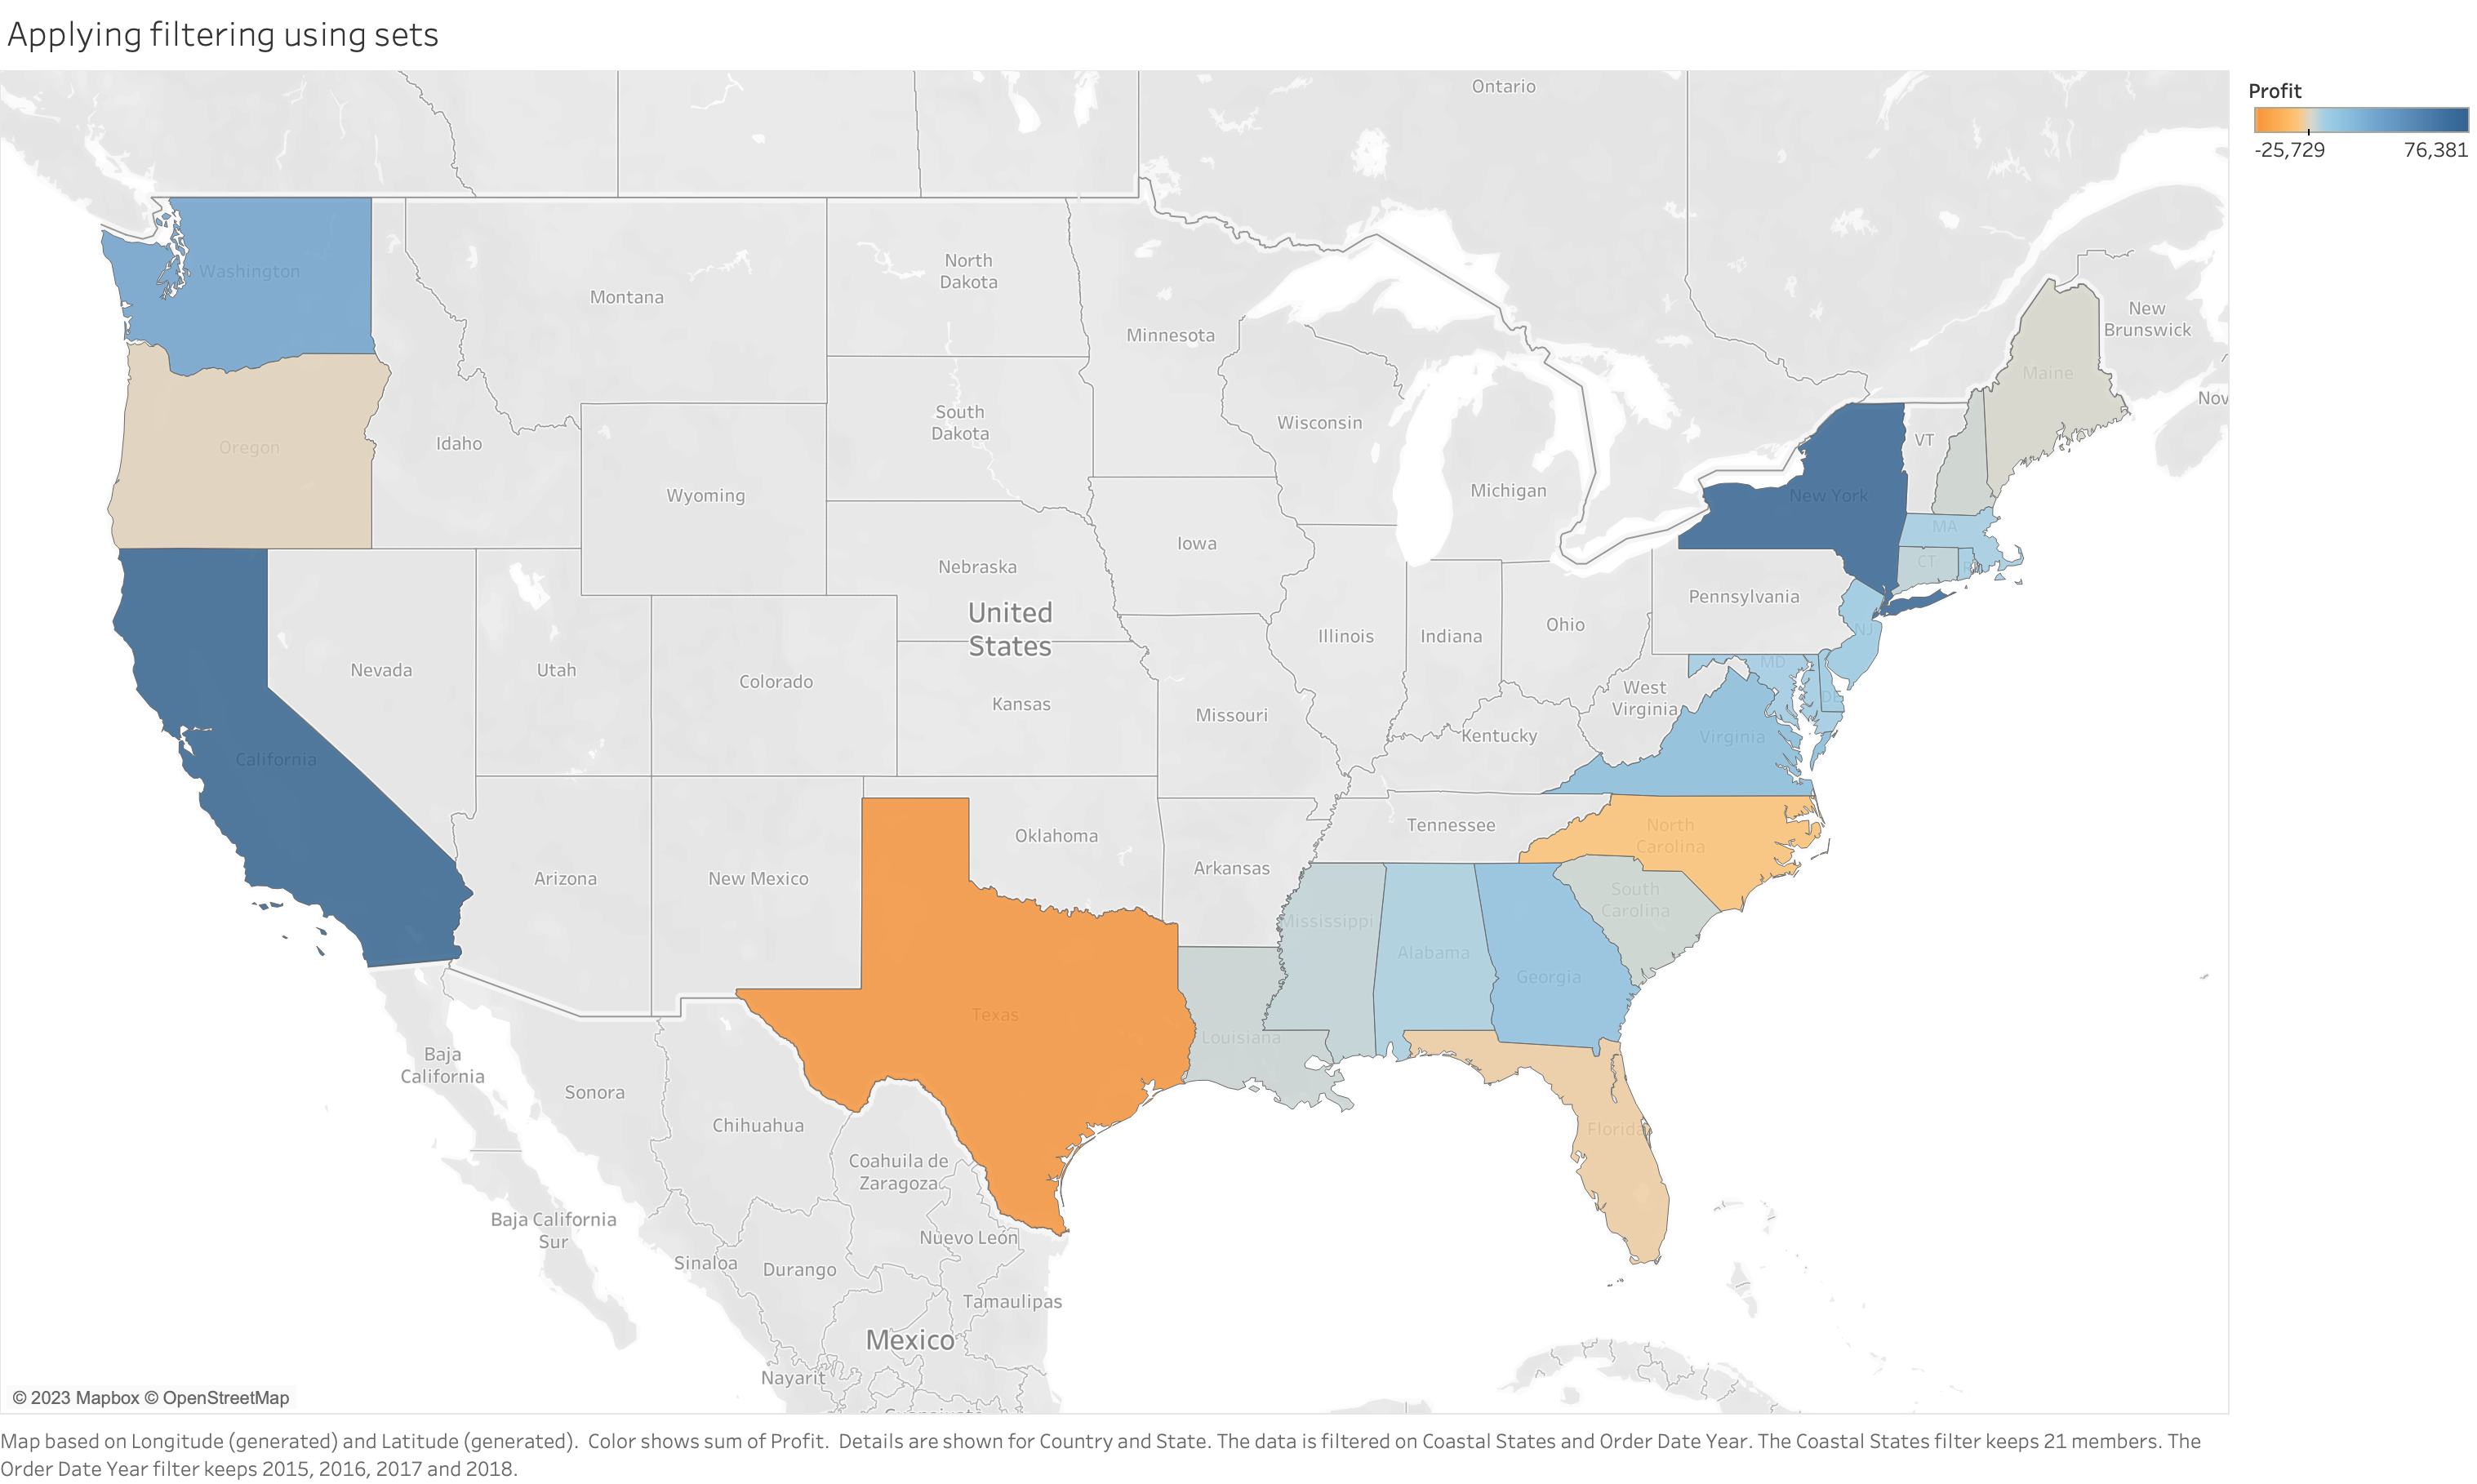 Applying filtering using sets
Profit
-25,729 76,381
Ontario
Washington
Montana
North
Dakota
Minnesota
New
Brunswick
Maine
Nov
Oregon
Idaho
South
Dakota
Wisconsin
VT
Wyoming
Michigan
New York
MA
Iowa
CT
Nebraska
Pennsylvania
United
States
Illinois
Indiana
Ohio
NJ
Nevada
Utah
Colorado
Kansas
MD
DE
West
Virginia
Missouri
Kentucky
Virginia
California
Oklahoma
Tennessee
North
Carolina
Arizona
New Mexico
Arkansas
South
Carolina
Mississippi
Alabama
Georgia
Texas
Louisiana
Baja
California
Sonora
Chihuahua
Florida
Coahuila de
Zaragoza
Baja California
Sur
Nuevo León
Sinaloa
Durango
Tamaulipas
Mexico
Nayarit
© 2023 Mapbox © OpenStreetMap
Map based on Longitude (generated) and Latitude (generated).  Color shows sum of Profit.  Details are shown for Country and State. The data is filtered on Coastal States and Order Date Year. The Coastal States filter keeps 21 members. The
Order Date Year filter keeps 2015, 2016, 2017 and 2018.